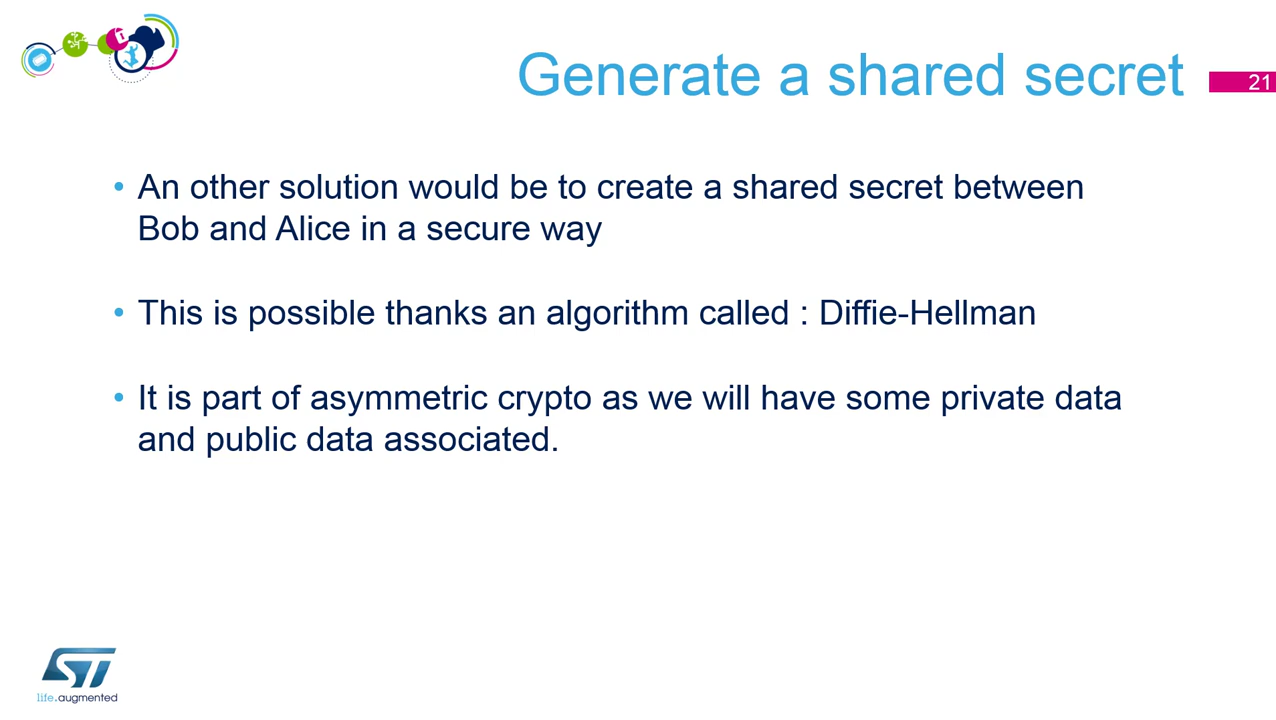 Generate a shared secret
21
• An other solution would be to create a shared secret between
Bob and Alice in a secure way
• This is possible thanks an algorithm called : Diffie-Hellman
• It is part of asymmetric crypto as we will have some private data
and public data associated.
ST
life.augmented